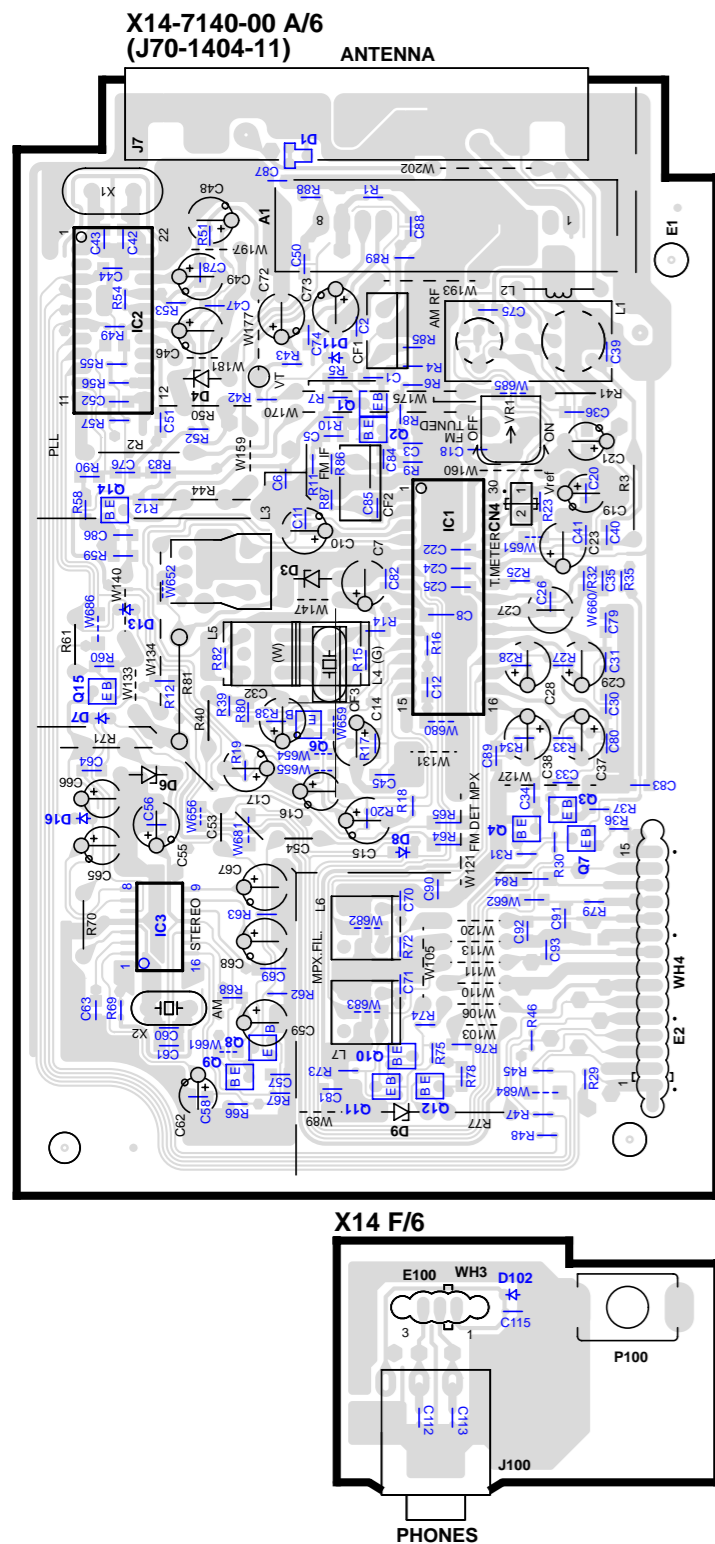 X14-7140-00 A/6
(J70-1404-11)
ANTENNA
J7
D1
C87
W202
X1
C48
R88
R1
A1
8
1
C88
E1
1
C43
C42
22
R51
W197
C50
R89
C44
C78
C49
C72
C73
W193
L2
R54
R53
C47
IC2
W177
C2
AM RF
C75
L1
R49
C46
C74
D11
CF1
R85
C39
R55
W181
R43
R5
R4
R56
D4
VT
C1
R6
W685
R41
C52
11
12
R42
R7
Q1
E B
W175
R57
C51
R50
W170
R10
B E
Q2
R8
FM TUNED
OFF
VR1
ON
C36
PLL
R2
R52
C5
C3
C18
C21
R90
C76
R83
W159
FM IF
R86
C84
R9
W160
Q14
R44
C6
R11
R87
C85
CF2
1
30
Vref
C20
R3
R58
B E
R12
L3
C11
IC1
CN4
1
2
R23
C19
C86
C10
C7
C22
T.METER
W651
C41
C23
C40
R59
W140
W652
D3
C24
R25
C26
W660/R32
C35
R35
W686
D13
W147
C82
C25
C27
R61
L5
R14
C8
C79
R60
W134
R82
(W)
R15
L4 (G)
R16
R28
R27
C31
Q15
B E
W133
R12
R81
C32
CF3
C12
C28
C29
D7
R39
R80
R38
B
E
Q6
W659
C14
15
16
C30
R71
R40
W680
R34
R33
C80
C64
D6
R19
W654
W655
R17
W131
C89
C38
C37
C66
C17
C16
C45
W127
C33
C83
D16
C56
W656
C53
W681
R20
R18
R65
C34
E B
Q3
R37
C65
C55
C54
C15
D8
R64
FM DET MPX
Q4
B E
R36
R31
R30
E B
Q7
15
C67
W121
R84
8
9
C90
R70
IC3
STEREO
R63
L6
W682
C70
W662
R79
C68
MPX.FIL.
R72
W120
C92
C91
1
16
C69
W105
W113
C93
WH4
C71
W111
C63
R69
R68
R62
W683
W110
X2
AM
C59
R74
W106
R46
E2
C60
W661
Q8
E B
L7
W103
C61
Q9
B E
Q10
B E
R75
R76
C57
R73
R78
R45
R29
1
C62
C58
R66
R67
C81
Q11
E B
B E
Q12
W684
W89
D9
R77
R47
R48
X14 F/6
E100
WH3
D102
C115
3
1
P100
C112
C113
J100
PHONES